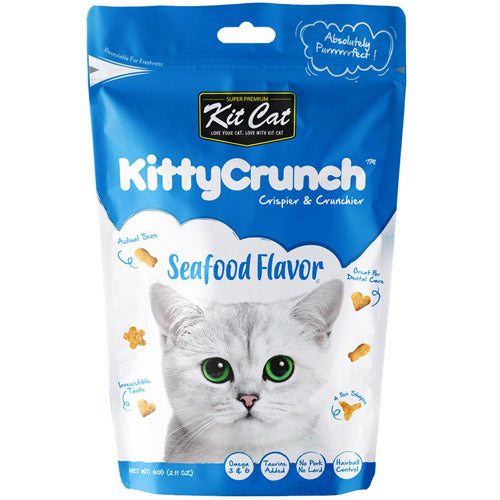 Resealable For Freshness
Absolutely
Purrrrrfect !
SUPER PREMIUM
Kit Cat
LOVE YOUR CAT- LOVE WITH KIT CAT
KittyCrunch™
Crispier & Crunchier
Actual Size
Seafood Flavor
Great For
Dental Care
Irresistible
Taste
4 Fun Shapes
NET WT. 60G (2.11 OZ)
Omega
3 & 6
Taurine
Added
No Pork
No Lard
Hairball
Control